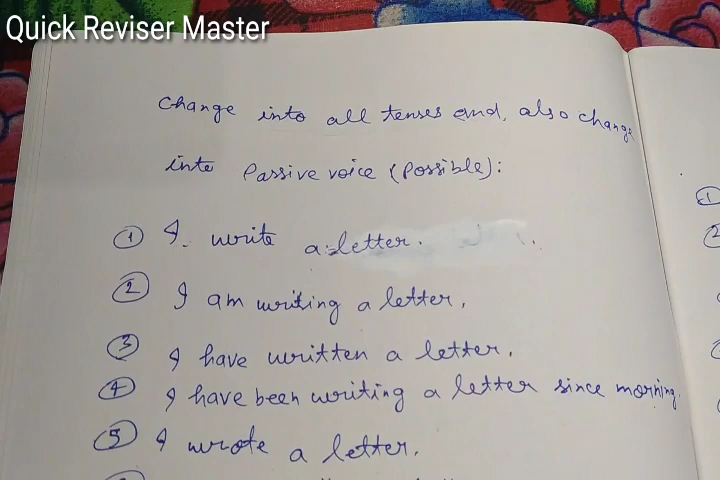 Quick Reviser Master
Change into all tenses and, also change
into Passive voice (Possible):
① I write a letter.
② I am writing a letter.
③ I have written a letter.
④ I have been writing a letter since morning.
⑤ I wrote a letter.